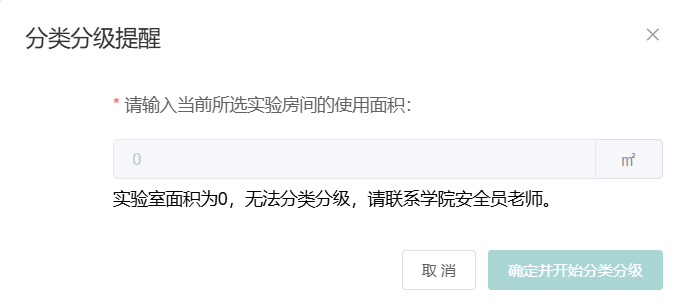 分类分级提醒
* 请输入当前所选实验房间的使用面积：
0
㎡
实验室面积为0，无法分类分级，请联系学院安全员老师。
取 消
确定并开始分类分级